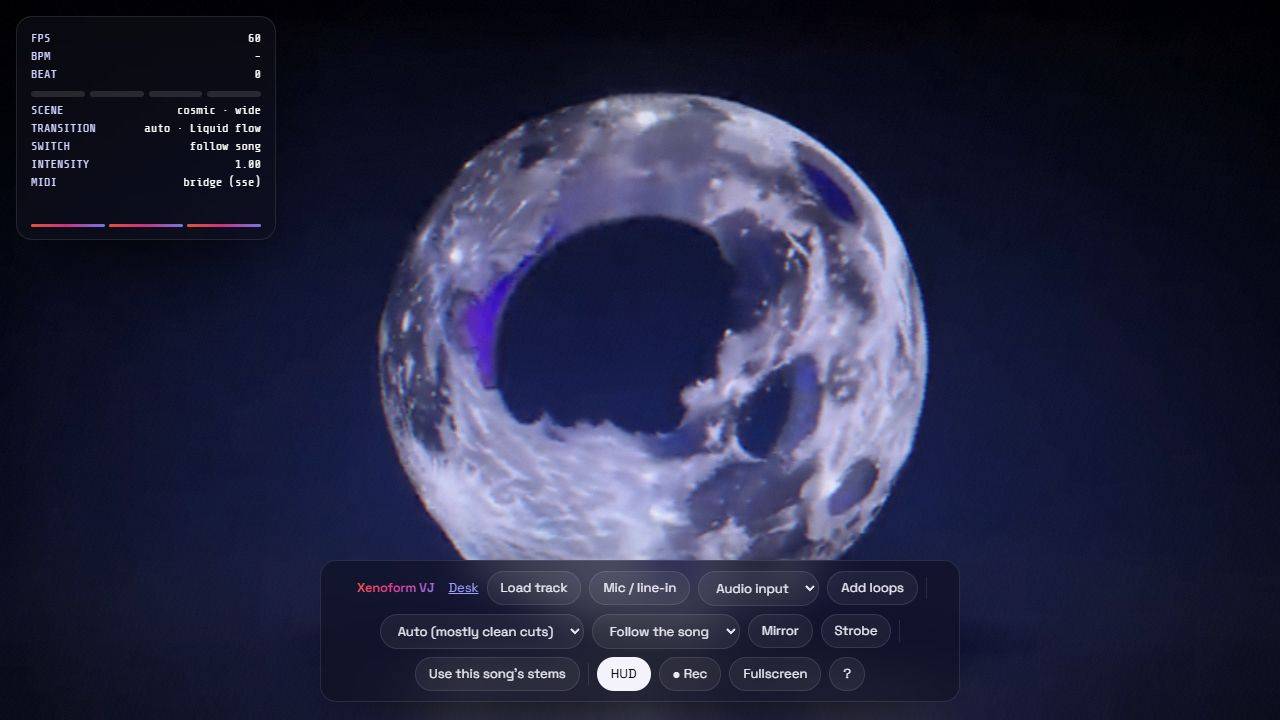 FPS 60
BPM –
BEAT 0
SCENE cosmic · wide
TRANSITION auto · Liquid flow
SWITCH follow song
INTENSITY 1.00
MIDI bridge (sse)
Xenoform VJ Desk Load track Mic / line-in Audio input Add loops
Auto (mostly clean cuts) Follow the song Mirror Strobe
Use this song's stems HUD ● Rec Fullscreen ?